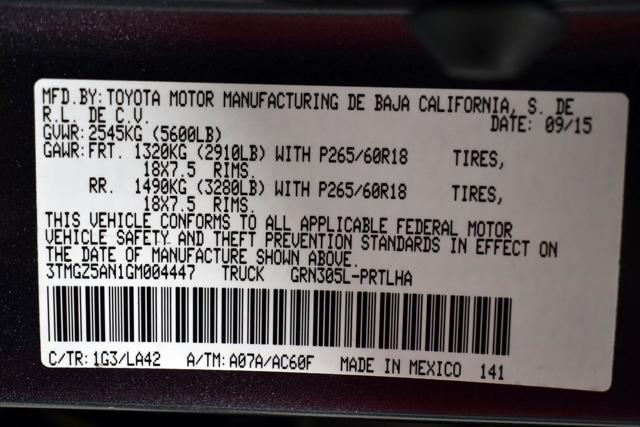 MFD.BY: TOYOTA MOTOR MANUFACTURING DE BAJA CALIFORNIA, S. DE
R.L. DE C.V. DATE: 09/15
GVWR: 2545KG (5600LB)
GAWR: FRT. 1320KG (2910LB) WITH P265/60R18 TIRES,
18X7.5 RIMS.
RR. 1490KG (3280LB) WITH P265/60R18 TIRES,
18X7.5 RIMS.
THIS VEHICLE CONFORMS TO ALL APPLICABLE FEDERAL MOTOR
VEHICLE SAFETY AND THEFT PREVENTION STANDARDS IN EFFECT ON
THE DATE OF MANUFACTURE SHOWN ABOVE.
3TMGZ5AN1GM004447 TRUCK GRN305L-PRTLHA
C/TR: 1G3/LA42 A/TM: A07A/AC60F MADE IN MEXICO 141